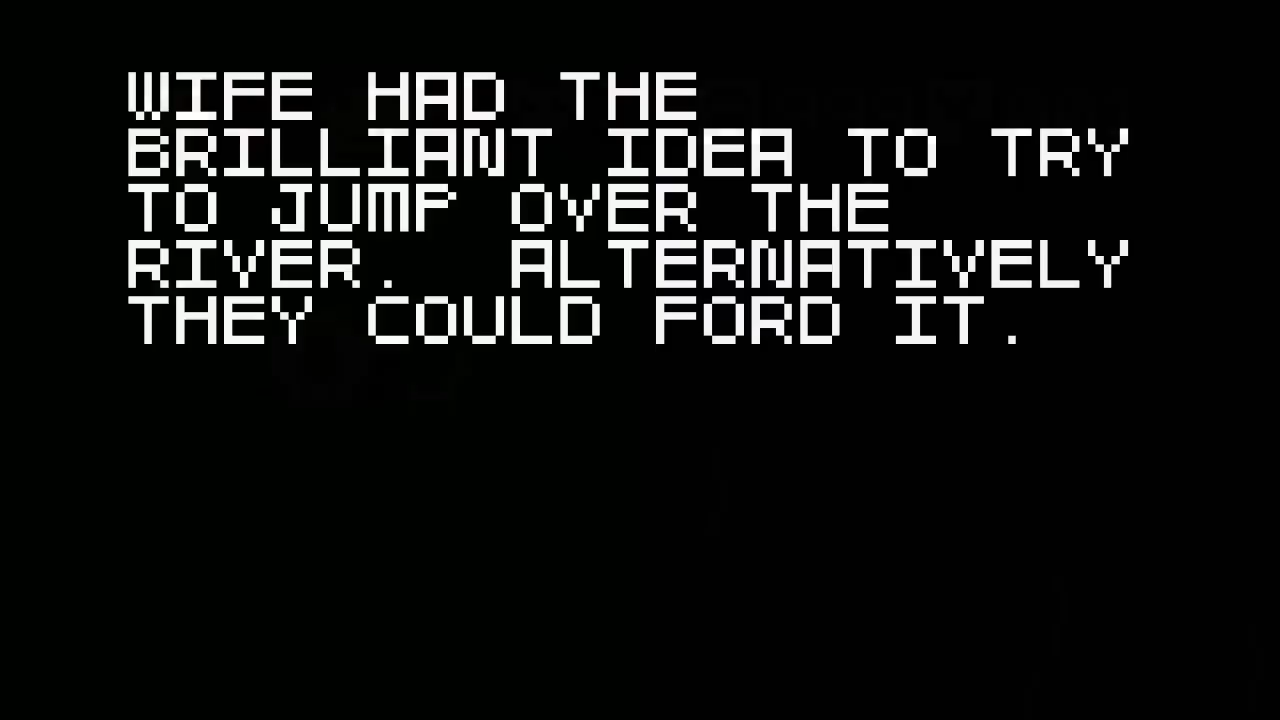 WIFE HAD THE
BRILLIANT IDEA TO TRY
TO JUMP OVER THE
RIVER.  ALTERNATIVELY
THEY COULD FORD IT.